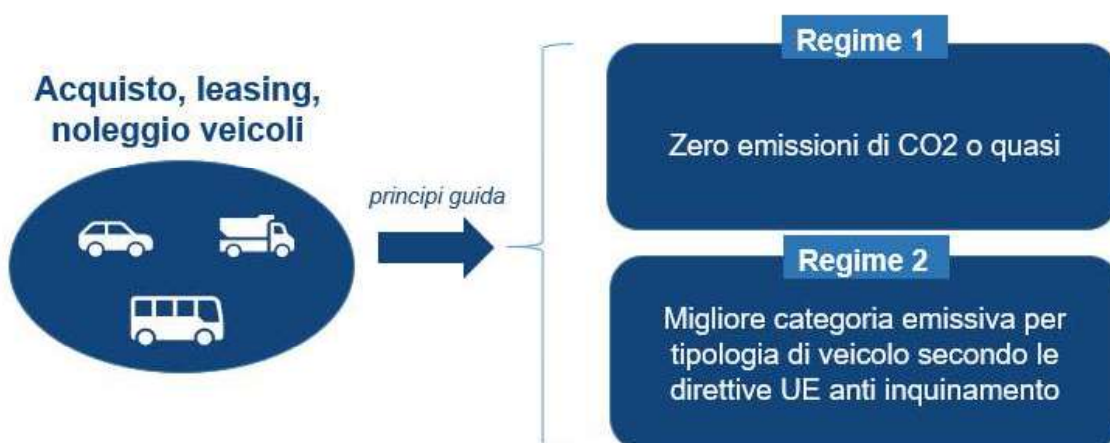 Acquisto, leasing,
noleggio veicoli
principi guida
Regime 1
Zero emissioni di CO2 o quasi
Regime 2
Migliore categoria emissiva per
tipologia di veicolo secondo le
direttive UE anti inquinamento